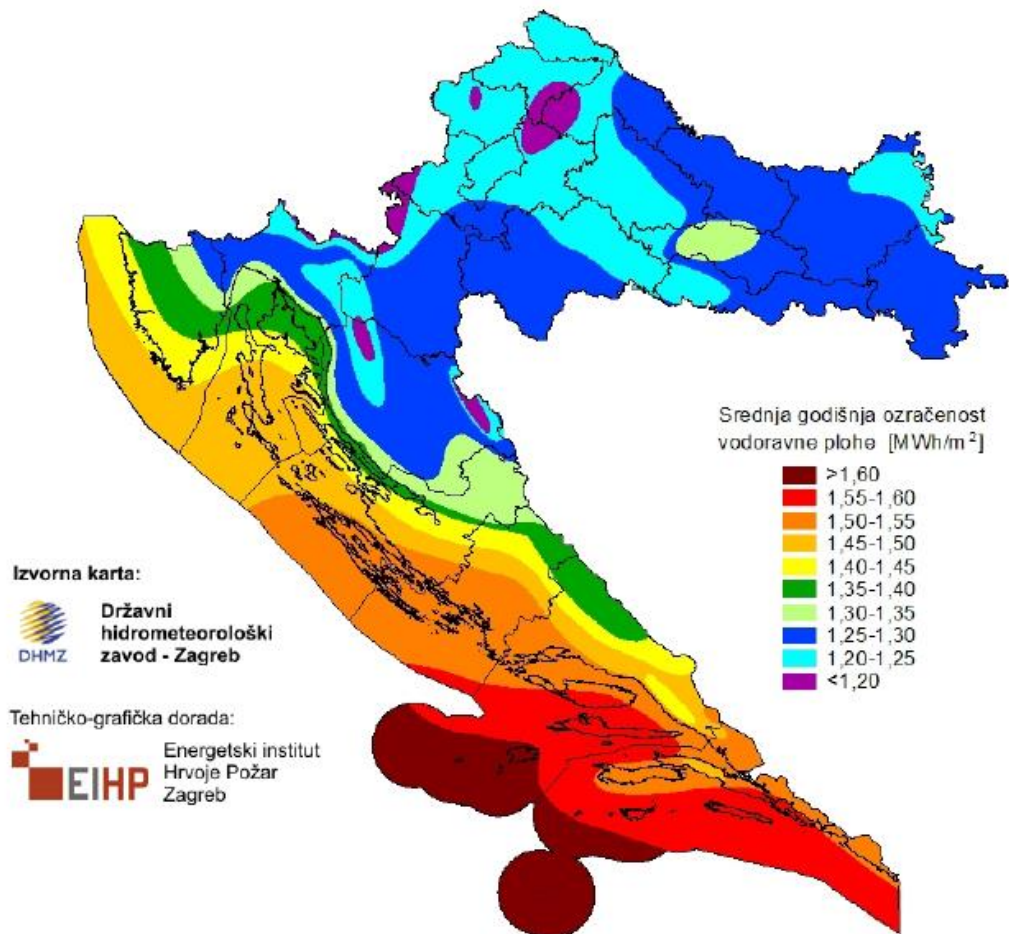 Srednja godišnja ozračenost
vodoravne plohe [MWh/m²]
>1,60
1,55-1,60
1,50-1,55
1,45-1,50
1,40-1,45
1,35-1,40
1,30-1,35
1,25-1,30
1,20-1,25
<1,20
Izvorna karta:
DHMZ
Državni
hidrometeorološki
zavod - Zagreb
Tehničko-grafička dorada:
EIHP
Energetski institut
Hrvoje Požar
Zagreb